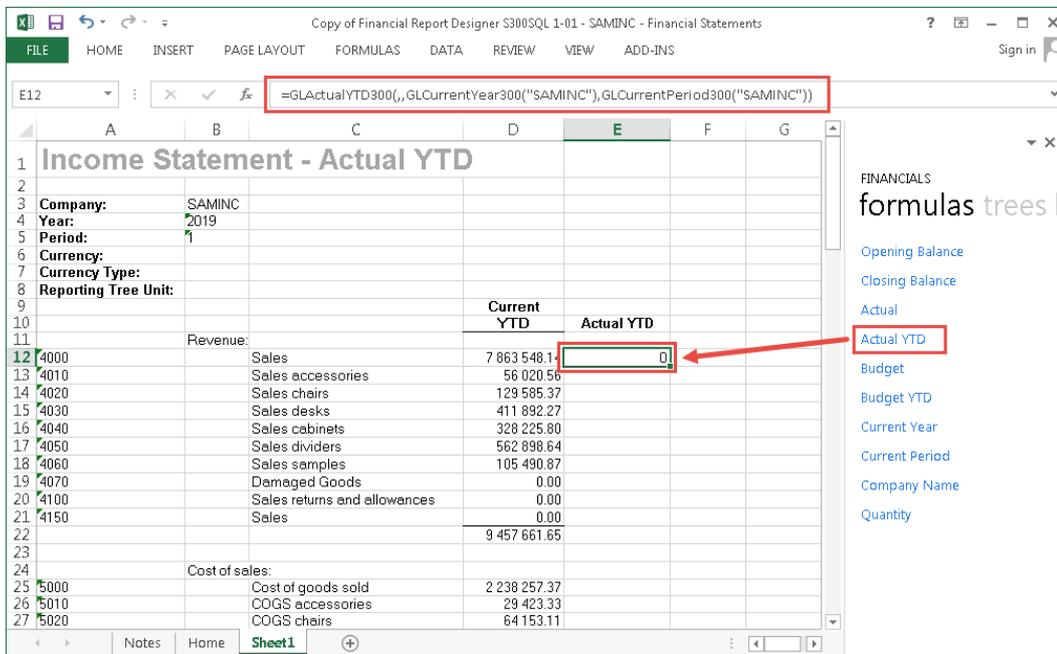 Copy of Financial Report Designer S300SQL 1-01 - SAMINC - Financial Statements
FILE HOME INSERT PAGE LAYOUT FORMULAS DATA REVIEW VIEW ADD-INS Sign in
E12 fx =GLActualYTD300(,,GLCurrentYear300("SAMINC"),GLCurrentPeriod300("SAMINC"))
A B C D E F G
1 Income Statement - Actual YTD
2
3 Company: SAMINC
4 Year: 2019
5 Period: 1
6 Currency:
7 Currency Type:
8 Reporting Tree Unit:
9 Current
10 YTD Actual YTD
11 Revenue:
12 4000 Sales 7 863 548.14 0
13 4010 Sales accessories 56 020.56
14 4020 Sales chairs 129 585.37
15 4030 Sales desks 411 892.27
16 4040 Sales cabinets 328 225.80
17 4050 Sales dividers 562 898.64
18 4060 Sales samples 105 490.87
19 4070 Damaged Goods 0.00
20 4100 Sales returns and allowances 0.00
21 4150 Sales 0.00
22 9 457 661.65
23
24 Cost of sales:
25 5000 Cost of goods sold 2 238 257.37
26 5010 COGS accessories 29 423.33
27 5020 COGS chairs 64 153.11
Notes Home Sheet1
FINANCIALS
formulas trees
Opening Balance
Closing Balance
Actual
Actual YTD
Budget
Budget YTD
Current Year
Current Period
Company Name
Quantity